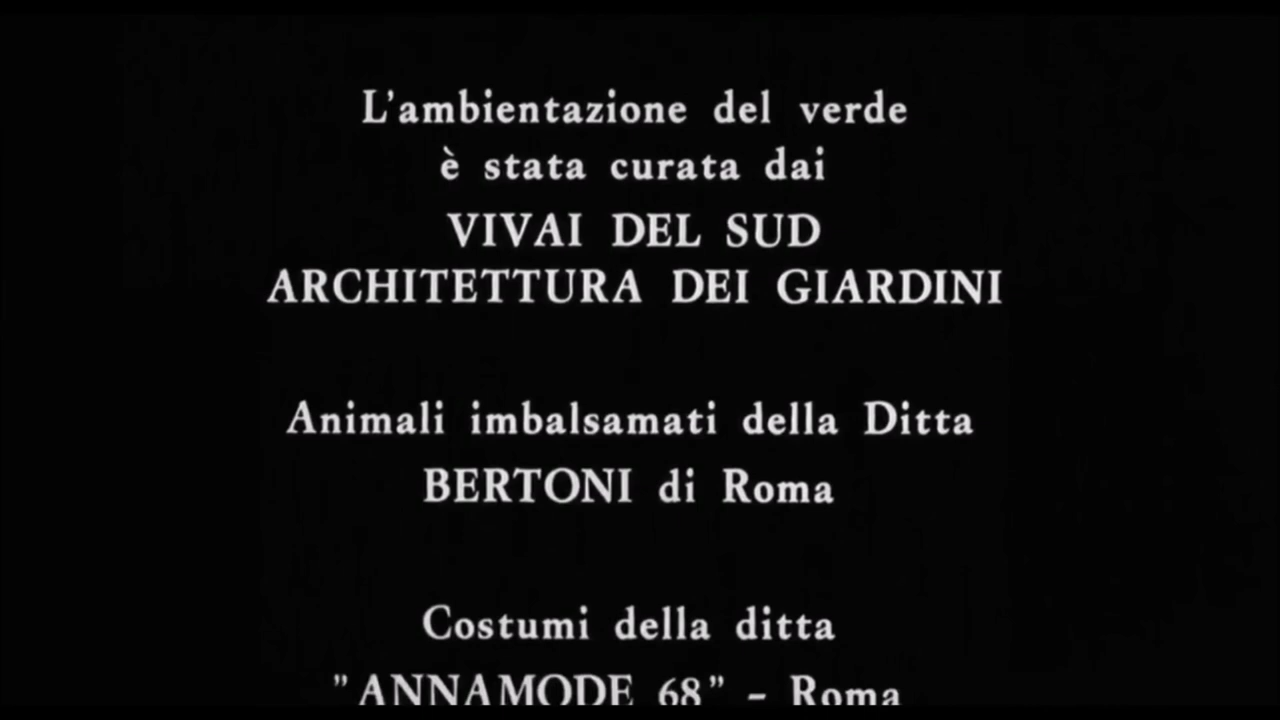 L'ambientazione del verde
è stata curata dai
VIVAI DEL SUD
ARCHITETTURA DEI GIARDINI
Animali imbalsamati della Ditta
BERTONI di Roma
Costumi della ditta
"ANNAMODE 68" – Roma